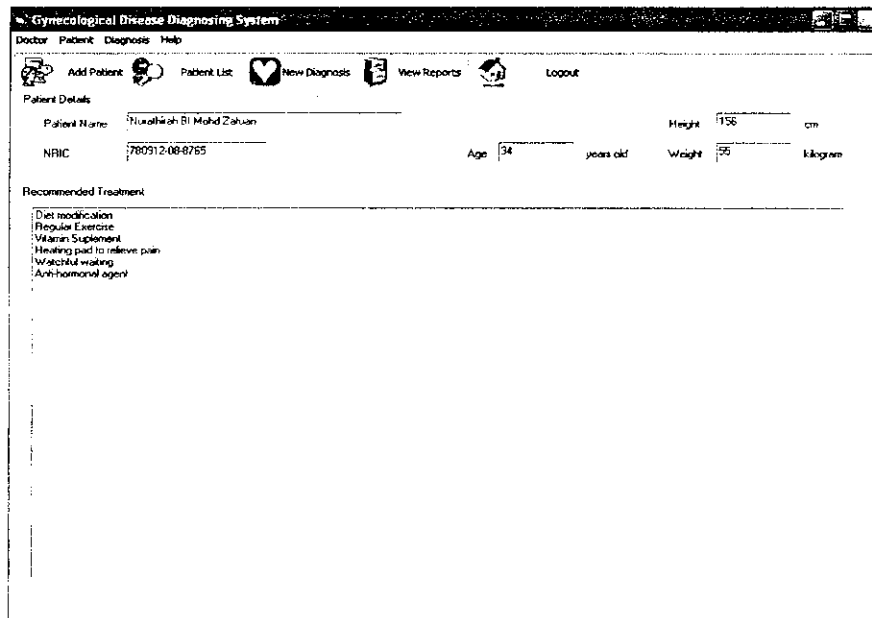 Gynecological Disease Diagnosing System
Doctor Patient Diagnosis Help
Add Patient Patient List New Diagnosis View Reports Logout
Patient Details
Patient Name Nurathirah Bt Mohd Zahuan Height 156 cm
NRIC 780912-08-8765 Age 34 years old Weight 55 kilogram
Recommended Treatment
Diet modification
Regular Exercise
Vitamin Suplement
Heating pad to relieve pain
Watchful waiting
Anti-hormonal agent